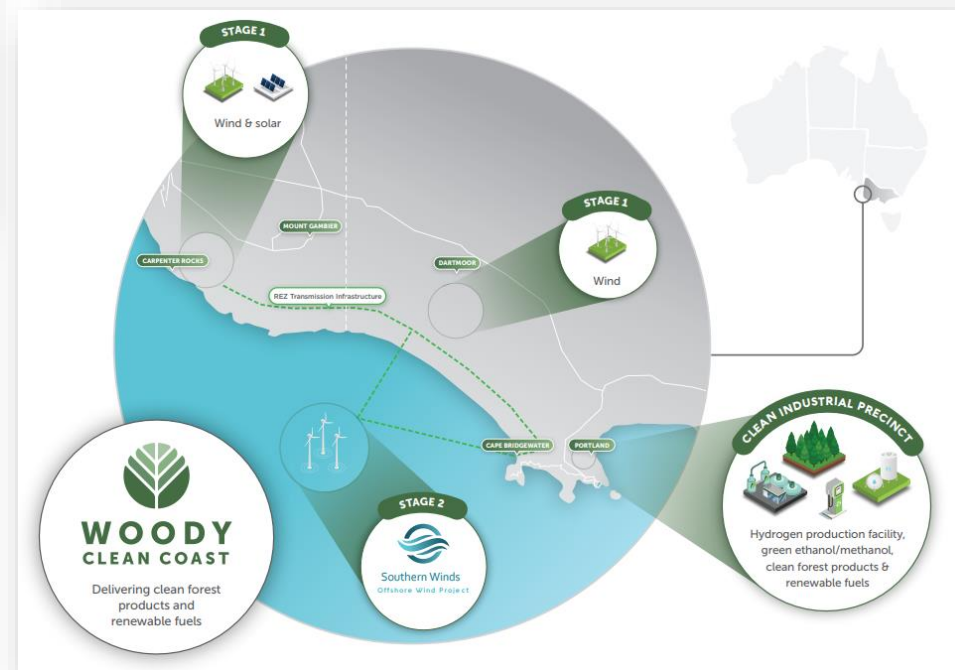 STAGE 1
Wind & solar
MOUNT GAMBIER
STAGE 1
Wind
CARPENTER ROCKS
DARTMOOR
REZ Transmission Infrastructure
CAPE BRIDGEWATER
PORTLAND
CLEAN INDUSTRIAL PRECINCT
Hydrogen production facility,
green ethanol/methanol,
clean forest products &
renewable fuels
STAGE 2
Southern Winds
Offshore Wind Project
WOODY
CLEAN COAST
Delivering clean forest
products and
renewable fuels